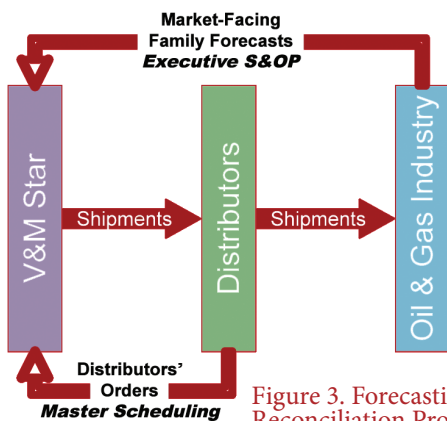 Market-Facing
Family Forecasts
Executive S&OP
V&M Star
Shipments
Distributors
Shipments
Oil & Gas Industry
Distributors'
Orders
Master Scheduling
Figure 3.
Reconciliation